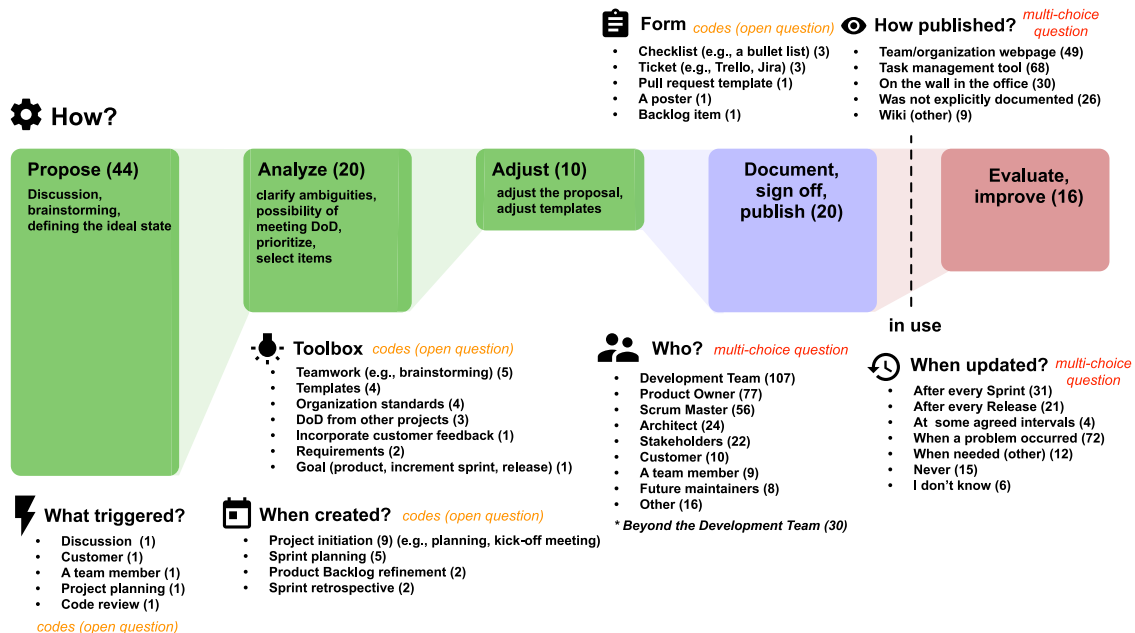 Form codes (open question)
• Checklist (e.g., a bullet list) (3)
• Ticket (e.g., Trello, Jira) (3)
• Pull request template (1)
• A poster (1)
• Backlog item (1)
How published? multi-choice
question
• Team/organization webpage (49)
• Task management tool (68)
• On the wall in the office (30)
• Was not explicitly documented (26)
• Wiki (other) (9)
How?
Propose (44)
Discussion,
brainstorming,
defining the ideal state
Analyze (20)
clarify ambiguities,
possibility of
meeting DoD,
prioritize,
select items
Adjust (10)
adjust the proposal,
adjust templates
Document,
sign off,
publish (20)
Evaluate,
improve (16)
in use
Toolbox codes (open question)
• Teamwork (e.g., brainstorming) (5)
• Templates (4)
• Organization standards (4)
• DoD from other projects (3)
• Incorporate customer feedback (1)
• Requirements (2)
• Goal (product, increment sprint, release) (1)
Who? multi-choice question
• Development Team (107)
• Product Owner (77)
• Scrum Master (56)
• Architect (24)
• Stakeholders (22)
• Customer (10)
• A team member (9)
• Future maintainers (8)
• Other (16)
* Beyond the Development Team (30)
When updated? multi-choice
question
• After every Sprint (31)
• After every Release (21)
• At some agreed intervals (4)
• When a problem occurred (72)
• When needed (other) (12)
• Never (15)
• I don't know (6)
What triggered?
• Discussion (1)
• Customer (1)
• A team member (1)
• Project planning (1)
• Code review (1)
codes (open question)
When created? codes (open question)
• Project initiation (9) (e.g., planning, kick-off meeting)
• Sprint planning (5)
• Product Backlog refinement (2)
• Sprint retrospective (2)